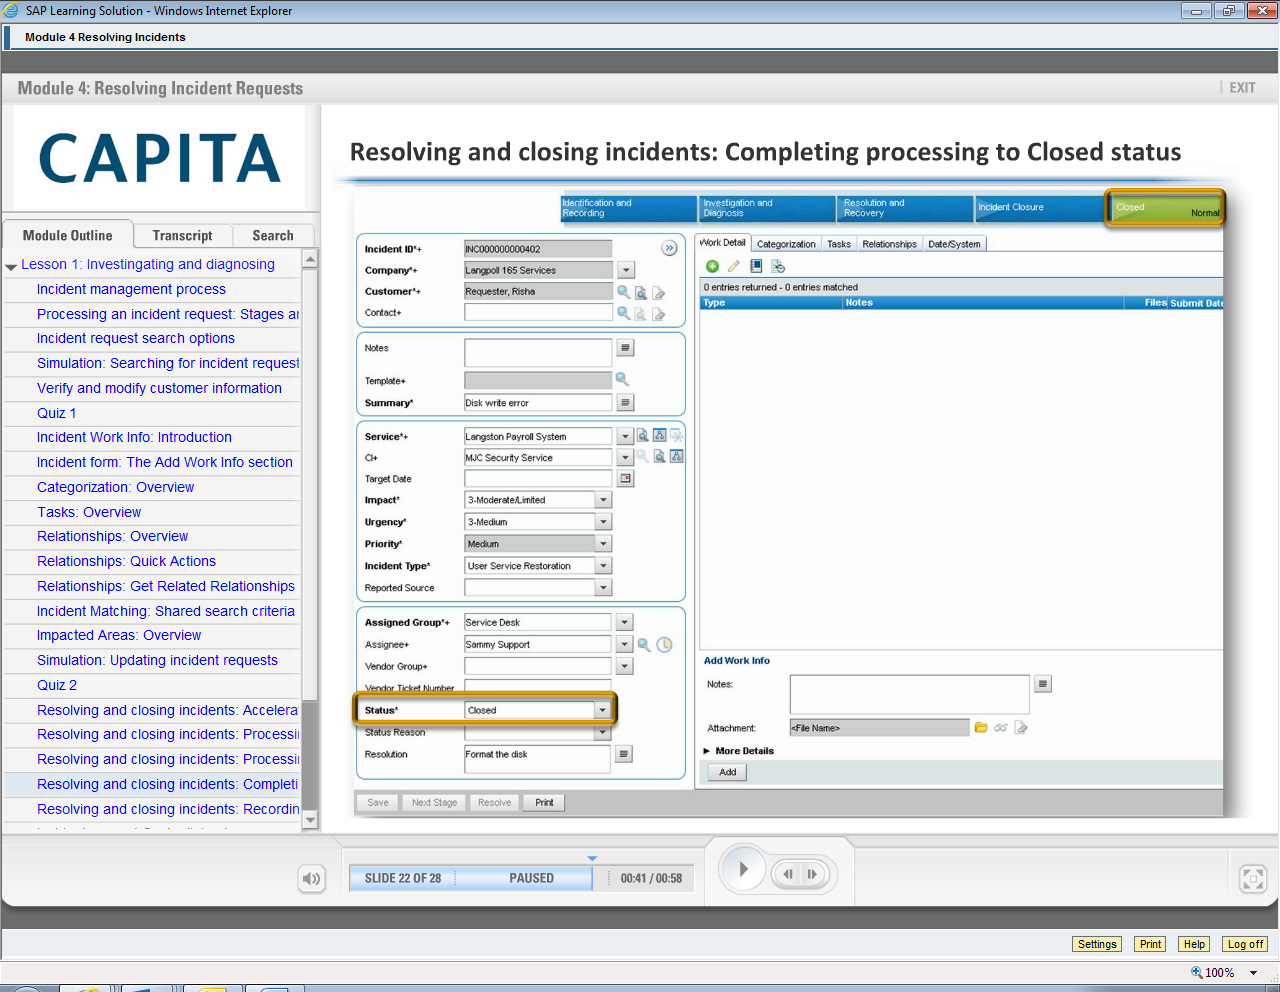 SAP Learning Solution - Windows Internet Explorer
Module 4 Resolving Incidents
Module 4: Resolving Incident Requests
EXIT
CAPITA
Module Outline
Transcript
Search
Lesson 1: Investingating and diagnosing
Incident management process
Processing an incident request: Stages an
Incident request search options
Simulation: Searching for incident request
Verify and modify customer information
Quiz 1
Incident Work Info: Introduction
Incident form: The Add Work Info section
Categorization: Overview
Tasks: Overview
Relationships: Overview
Relationships: Quick Actions
Relationships: Get Related Relationships
Incident Matching: Shared search criteria
Impacted Areas: Overview
Simulation: Updating incident requests
Quiz 2
Resolving and closing incidents: Accelera
Resolving and closing incidents: Processi
Resolving and closing incidents: Processi
Resolving and closing incidents: Completi
Resolving and closing incidents: Recordin
Resolving and closing incidents: Completing processing to Closed status
Identification and
Recording
Investigation and
Diagnosis
Resolution and
Recovery
Incident Closure
Closed
Normal
Incident ID*+
INC000000000402
Company*+
Langpoll 165 Services
Customer*+
Requester, Risha
Contact+
Notes
Template+
Summary*
Disk write error
Service*+
Langston Payroll System
CI+
MJC Security Service
Target Date
Impact*
3-Moderate/Limited
Urgency*
3-Medium
Priority*
Medium
Incident Type*
User Service Restoration
Reported Source
Assigned Group*+
Service Desk
Assignee+
Sammy Support
Vendor Group+
Vendor Ticket Number
Status*
Closed
Status Reason
Resolution
Format the disk
Save
Next Stage
Resolve
Print
Work Detail
Categorization
Tasks
Relationships
Date/System
0 entries returned - 0 entries matched
Type
Notes
Files
Submit Date
Add Work Info
Notes:
Attachment:
<File Name>
More Details
Add
SLIDE 22 OF 28
PAUSED
00:41 / 00:58
Settings
Print
Help
Log off
100%